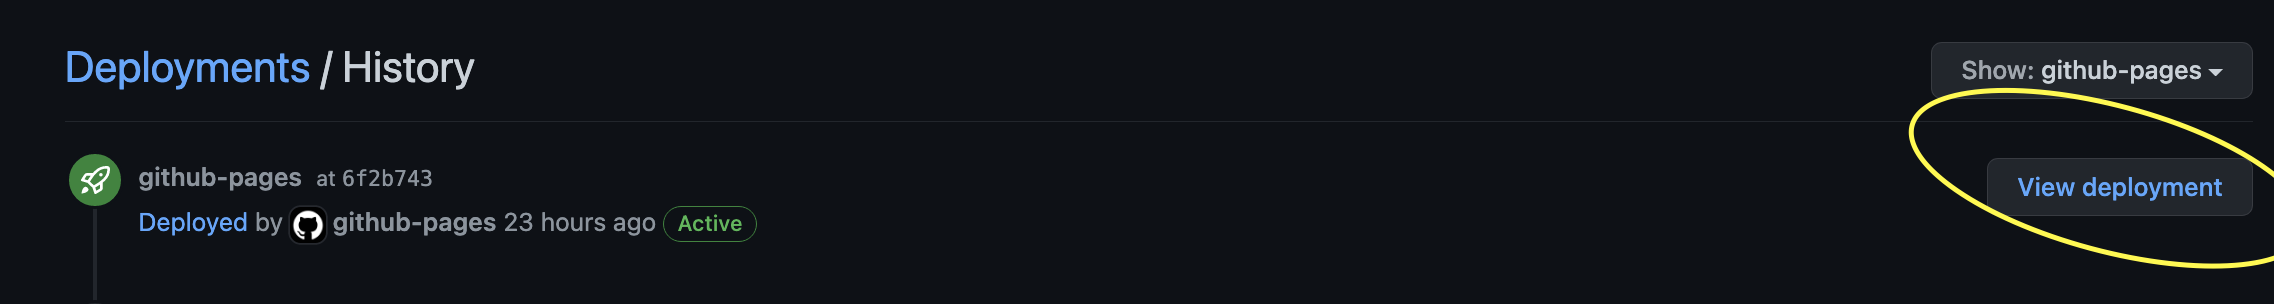 Deployments / History
Show: github-pages
github-pages at 6f2b743
View deployment
Deployed by github-pages 23 hours ago Active